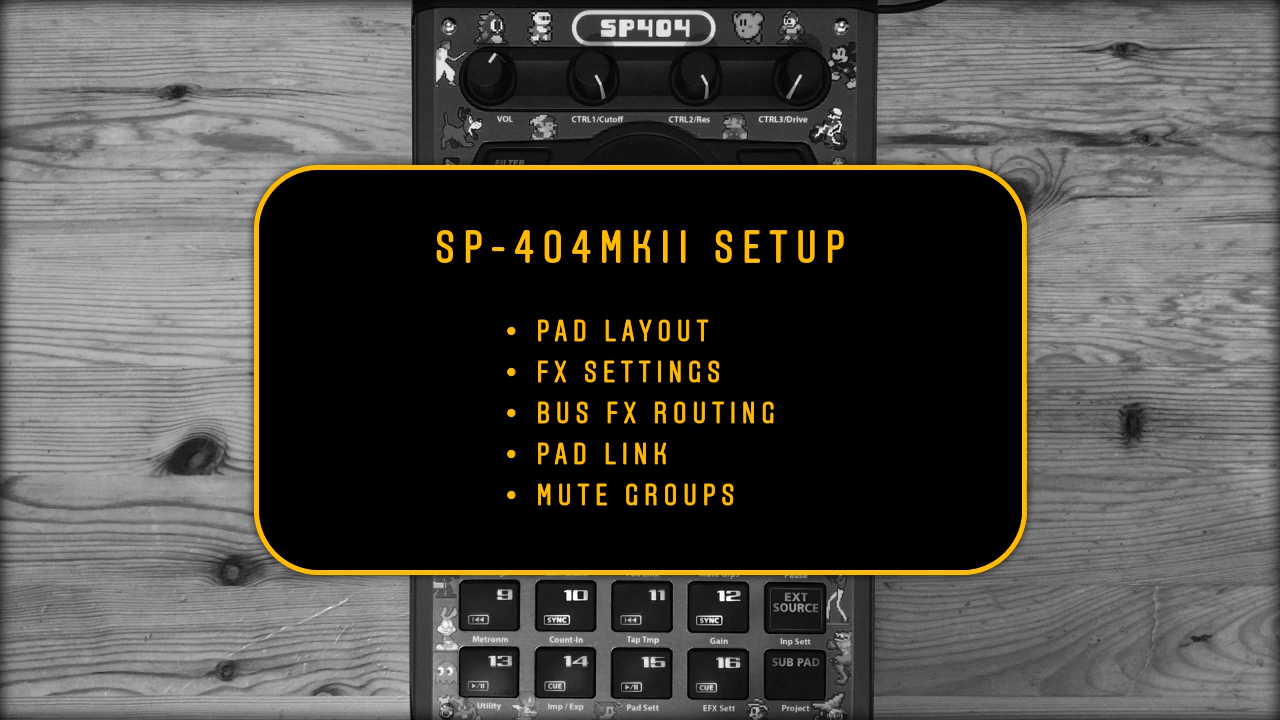 SP404
VOL CTRL1/Cutoff CTRL2/Res CTRL3/Drive
FILTER
SP-404MKII SETUP
• PAD LAYOUT
• FX SETTINGS
• BUS FX ROUTING
• PAD LINK
• MUTE GROUPS
9 10 11 12 EXT
SOURCE
SYNC SYNC
Metronm Count-In Tap Tmp Gain Inp Sett
13 14 15 16 SUB PAD
CUE CUE
Utility Imp / Exp Pad Sett EFX Sett Project